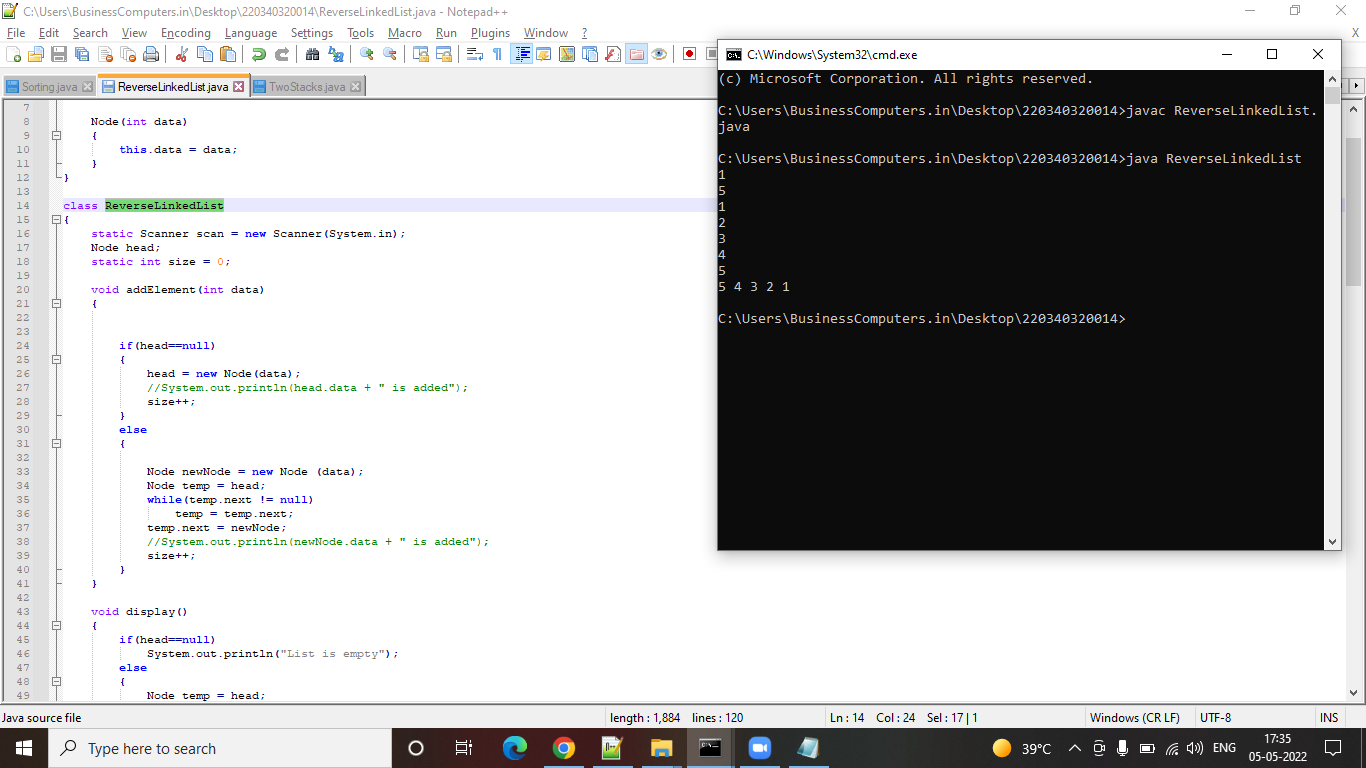 C:\Users\BusinessComputers.in\Desktop\220340320014\ReverseLinkedList.java - Notepad++
File Edit Search View Encoding Language Settings Tools Macro Run Plugins Window ?
Sorting.java ReverseLinkedList.java TwoStacks.java
7
8 Node(int data)
9 {
10 this.data = data;
11 }
12 }
13
14 class ReverseLinkedList
15 {
16 static Scanner scan = new Scanner(System.in);
17 Node head;
18 static int size = 0;
19
20 void addElement(int data)
21 {
22
23
24 if(head==null)
25 {
26 head = new Node(data);
27 //System.out.println(head.data + " is added");
28 size++;
29 }
30 else
31 {
32
33 Node newNode = new Node (data);
34 Node temp = head;
35 while(temp.next != null)
36 temp = temp.next;
37 temp.next = newNode;
38 //System.out.println(newNode.data + " is added");
39 size++;
40 }
41 }
42
43 void display()
44 {
45 if(head==null)
46 System.out.println("List is empty");
47 else
48 {
49 Node temp = head;
C:\Windows\System32\cmd.exe
(c) Microsoft Corporation. All rights reserved.
C:\Users\BusinessComputers.in\Desktop\220340320014>javac ReverseLinkedList.
java
C:\Users\BusinessComputers.in\Desktop\220340320014>java ReverseLinkedList
1
5
1
2
3
4
5
5 4 3 2 1
C:\Users\BusinessComputers.in\Desktop\220340320014>
Java source file length : 1,884 lines : 120 Ln : 14 Col : 24 Sel : 17 | 1 Windows (CR LF) UTF-8 INS
Type here to search 39°C ENG 17:35
05-05-2022